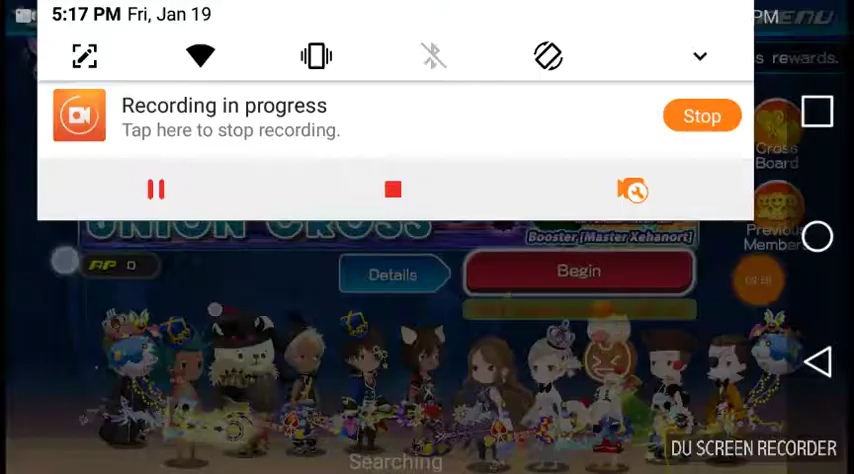 5:17 PM Fri, Jan 19
PM
MENU
s rewards.
Recording in progress
Tap here to stop recording.
Stop
Cross
Board
UNION CROSS
Booster [Master Xehanort]
Previous
Member
AP 0
Details
Begin
Searching
DU SCREEN RECORDER